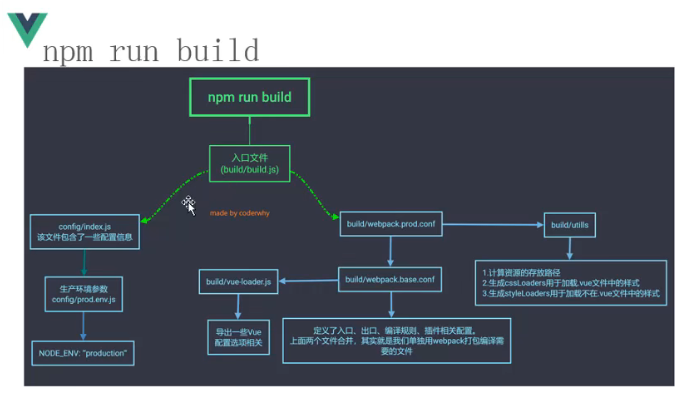 npm run build
npm run build
入口文件
(build/build.js)
made by coderwhy
config/index.js
该文件包含了一些配置信息
生产环境参数
config/prod.env.js
NODE_ENV: "production"
build/webpack.prod.conf
build/utills
1.计算资源的存放路径
2.生成cssLoaders用于加载.vue文件中的样式
3.生成styleLoaders用于加载不在.vue文件中的样式
build/vue-loader.js
build/webpack.base.conf
导出一些Vue
配置选项相关
定义了入口、出口、编译规则、插件相关配置。
上面两个文件合并，其实就是我们单独用webpack打包编译需
要的文件